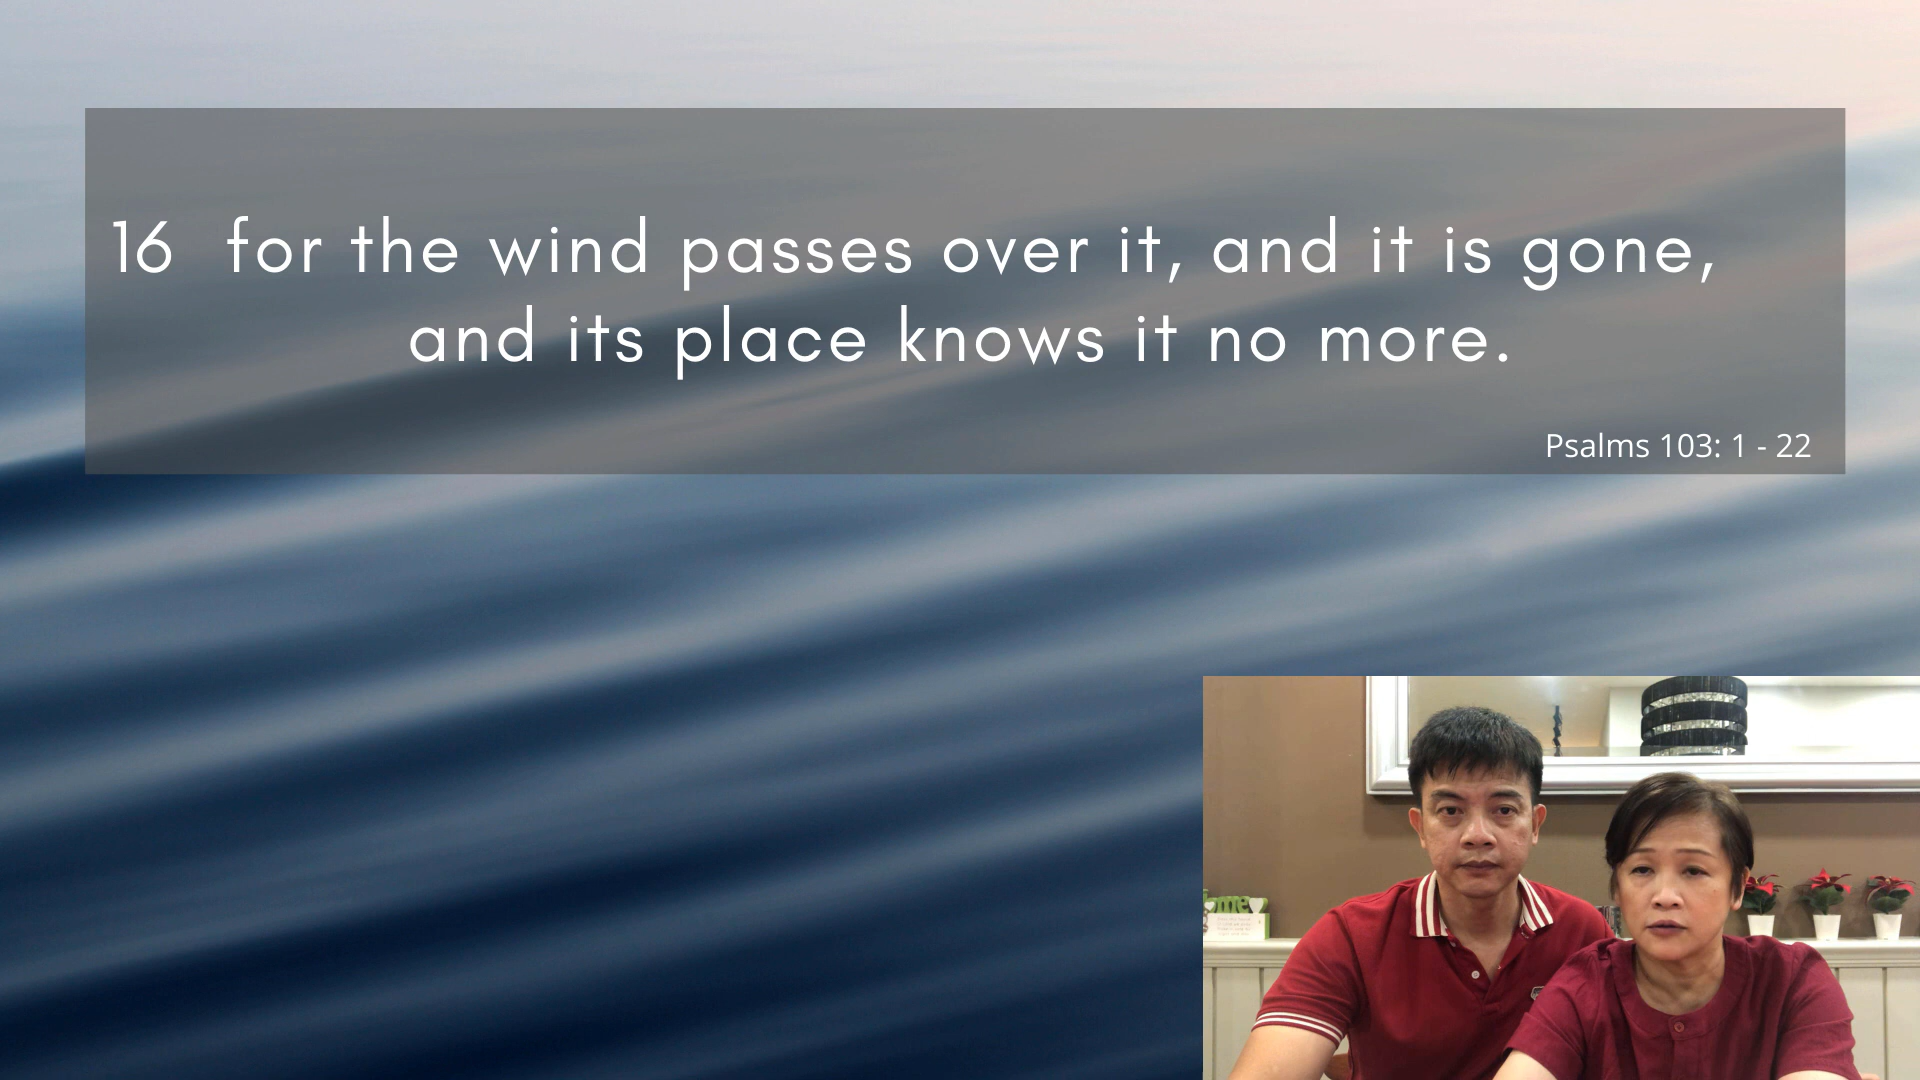 16 for the wind passes over it, and it is gone,
and its place knows it no more.
Psalms 103: 1 - 22